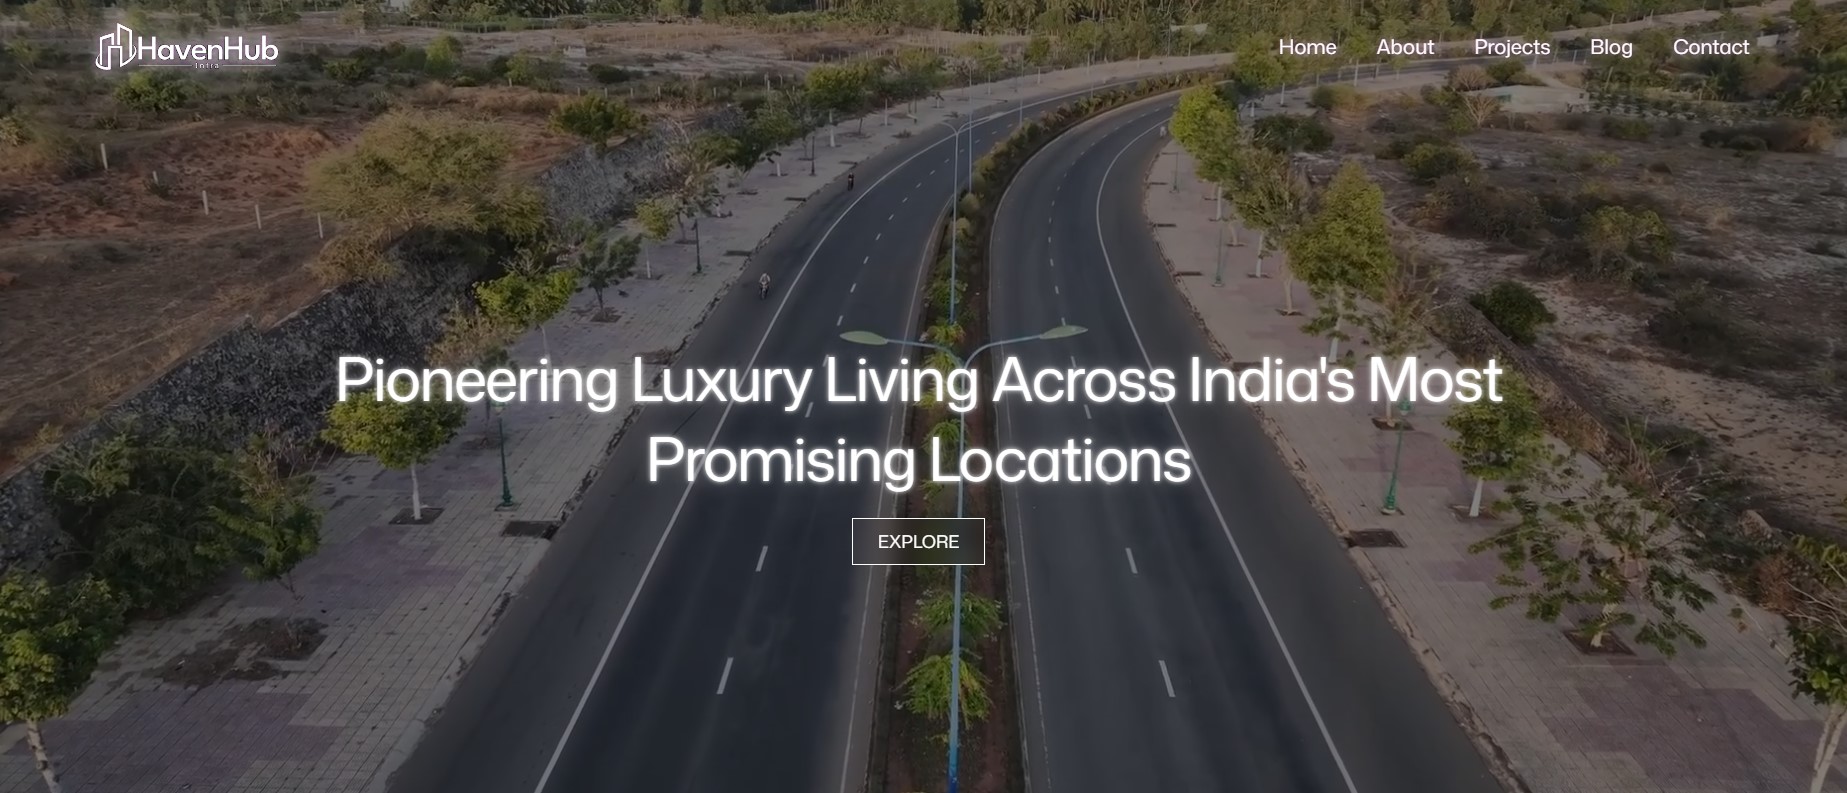 HavenHub
Infra
Home
About
Projects
Blog
Contact
Pioneering Luxury Living Across India's Most
Promising Locations
EXPLORE